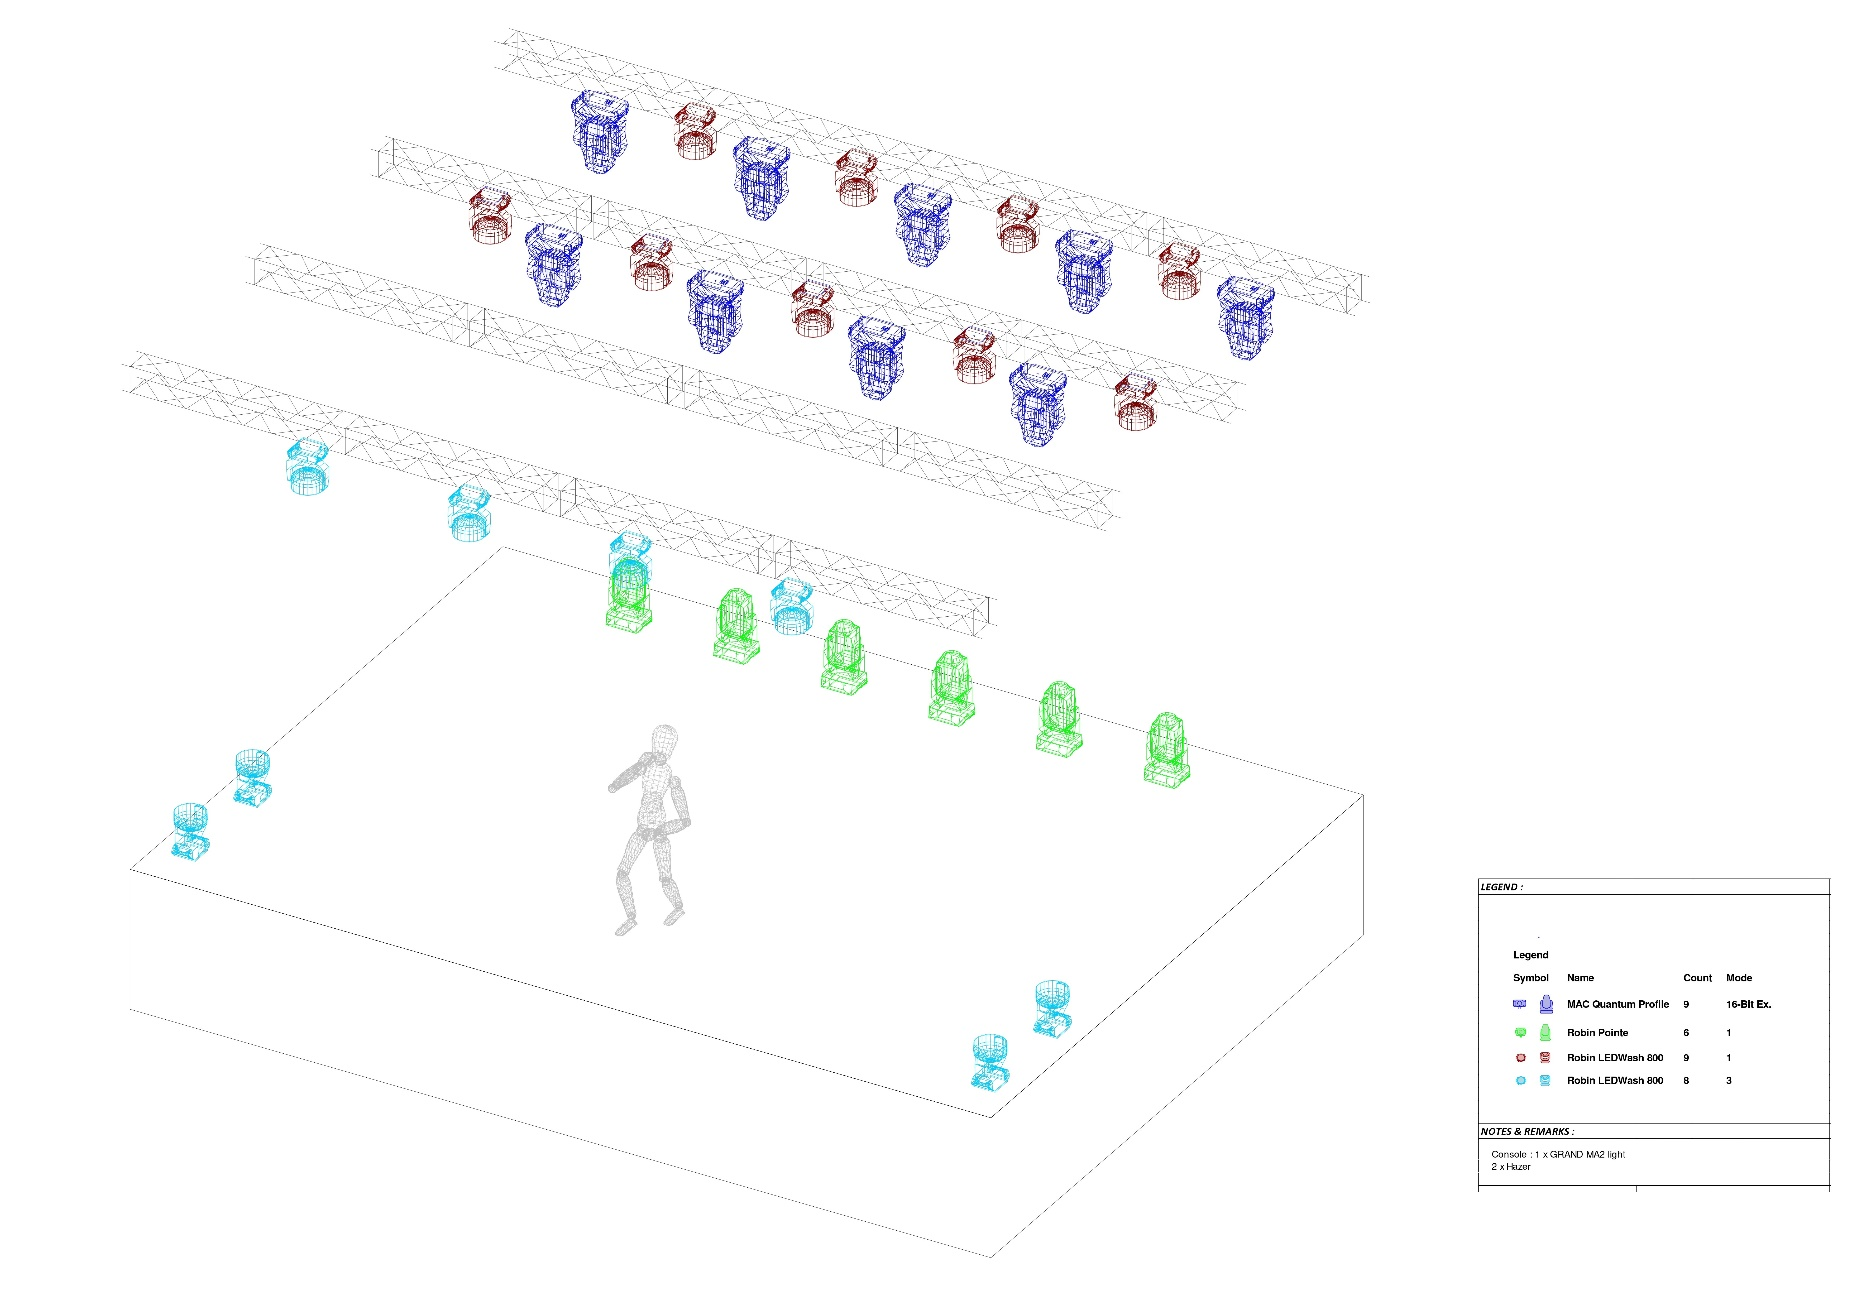 LEGEND :
Legend
Symbol Name Count Mode
MAC Quantum Profile 9 16-Bit Ex.
Robin Pointe 6 1
Robin LEDWash 800 9 1
Robin LEDWash 800 8 3
NOTES & REMARKS :
Console : 1 x GRAND MA2 light
2 x Hazer